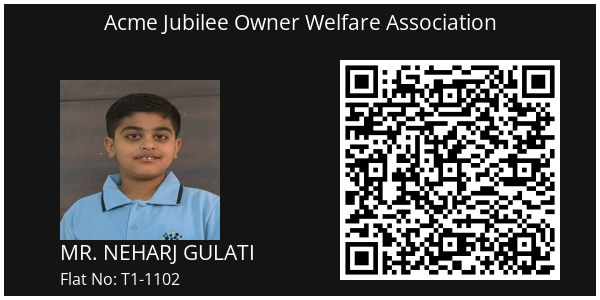 Acme Jubilee Owner Welfare Association
MR. NEHARJ GULATI
Flat No: T1-1102